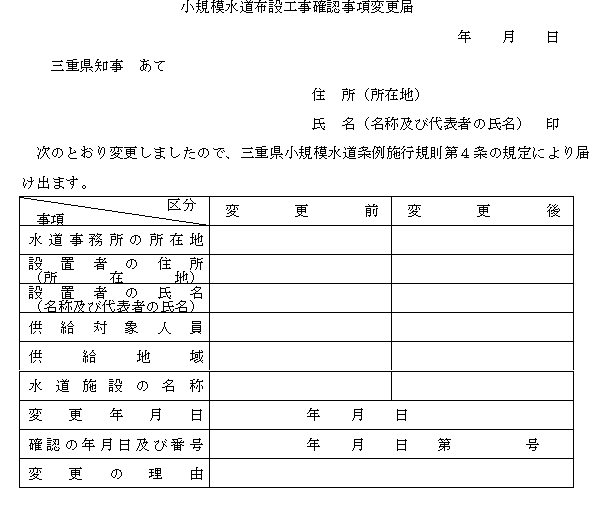 小規模水道布設工事確認事項変更届
年　　月　　日
三重県知事　あて
住　所（所在地）
氏　名（名称及び代表者の氏名）　印
次のとおり変更しましたので、三重県小規模水道条例施行規則第４条の規定により届
け出ます。
区分
事項
変　更　前
変　更　後
水道事務所の所在地
設置者の住所
（所在地）
設置者の氏名
（名称及び代表者の氏名）
供給対象人員
供給地域
水道施設の名称
変更年月日
年　　月　　日
確認の年月日及び番号
年　　月　　日　　第　　　　　号
変更の理由